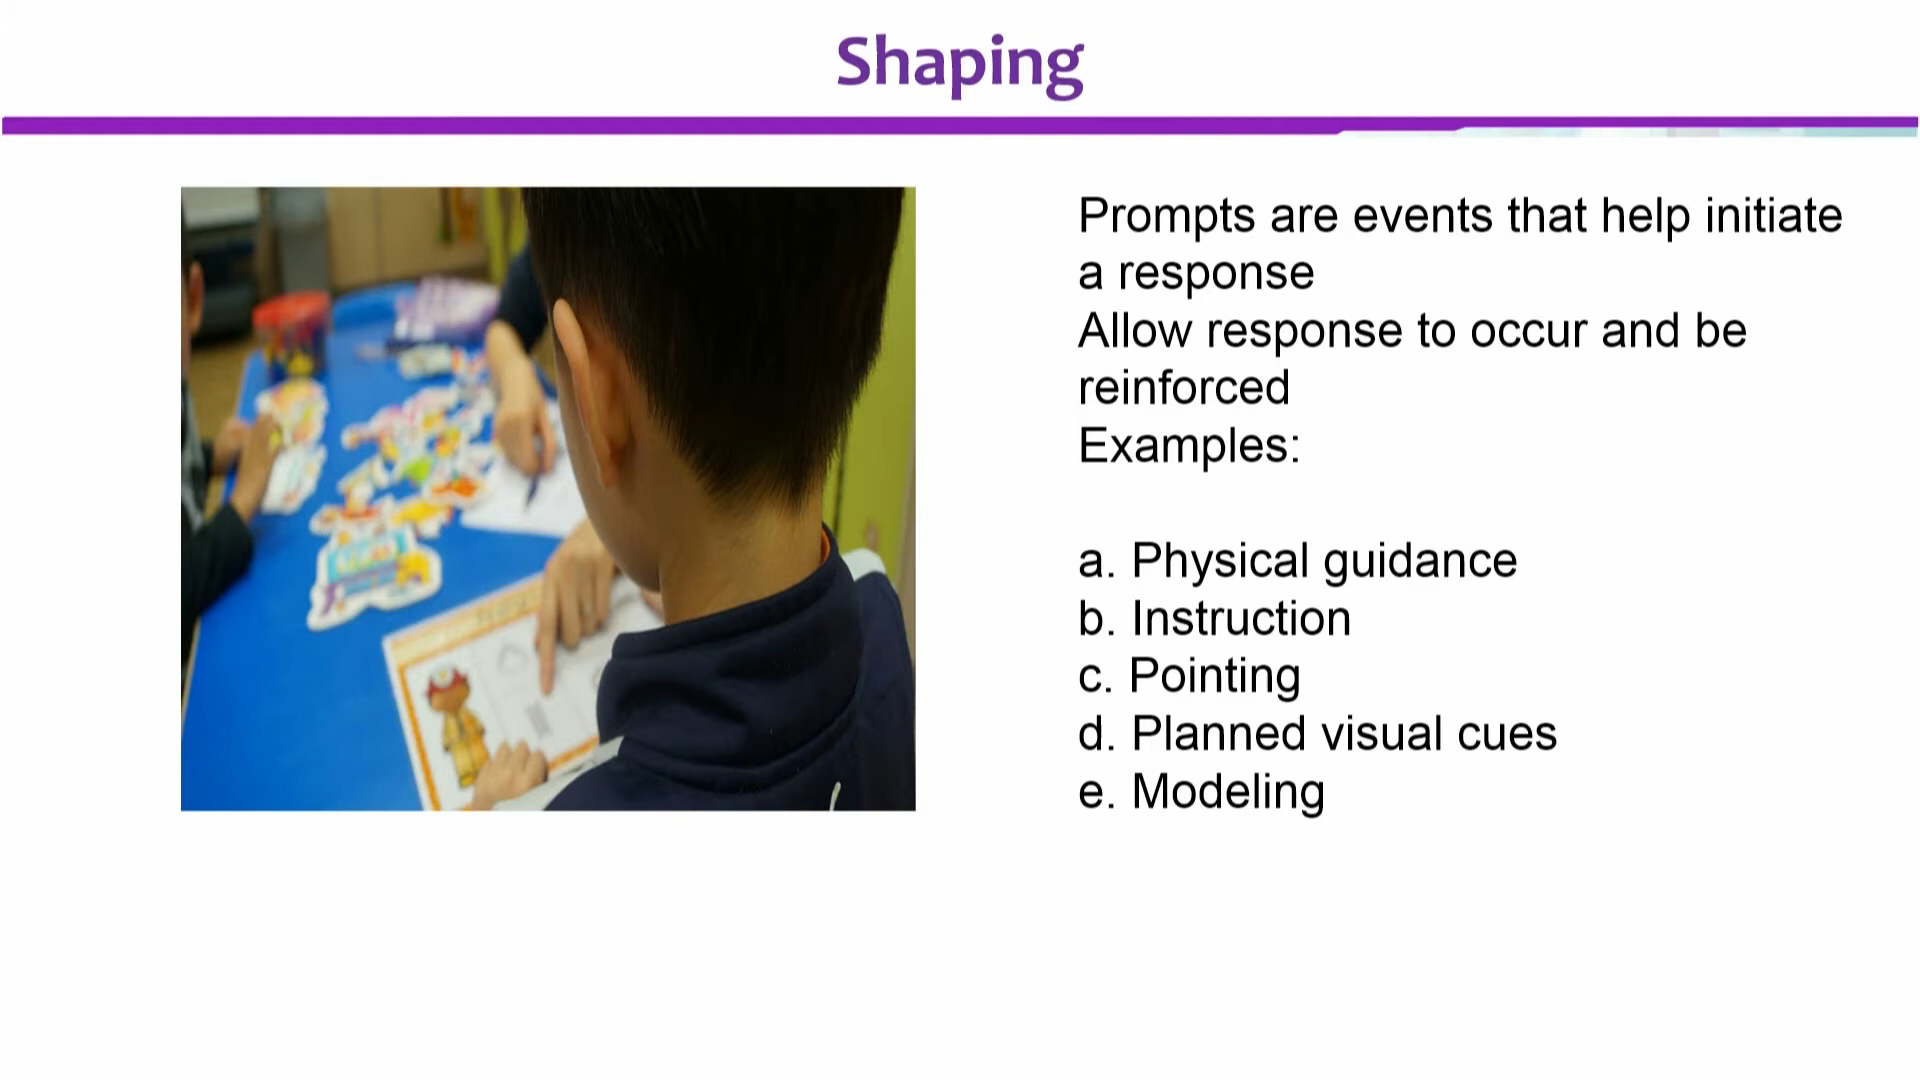 Shaping
Prompts are events that help initiate
a response
Allow response to occur and be
reinforced
Examples:
a. Physical guidance
b. Instruction
c. Pointing
d. Planned visual cues
e. Modeling